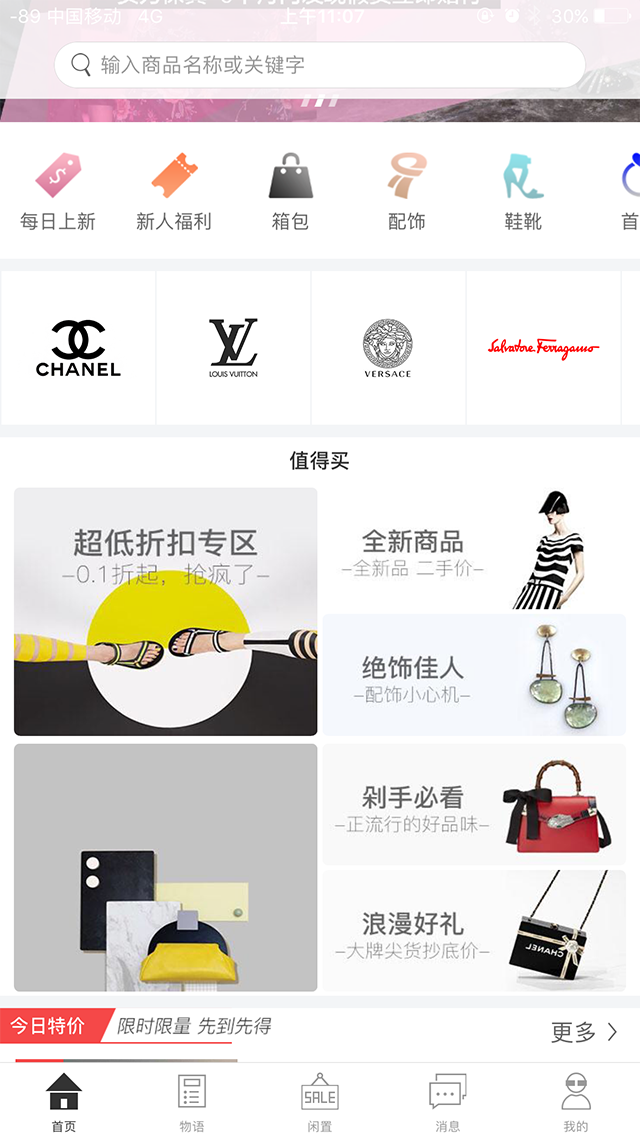 -89 中国移动 4G 上午11:07 30%
输入商品名称或关键字
每日上新 新人福利 箱包 配饰 鞋靴 首
CHANEL LOUIS VUITTON VERSACE Salvatore Ferragamo
值得买
超低折扣专区
–0.1折起，抢疯了–
全新商品
–全新品 二手价–
绝饰佳人
–配饰小心机–
剁手必看
–正流行的好品味–
浪漫好礼
–大牌尖货抄底价–
CHANEL
今日特价 限时限量 先到先得 更多
SALE
首页 物语 闲置 消息 我的